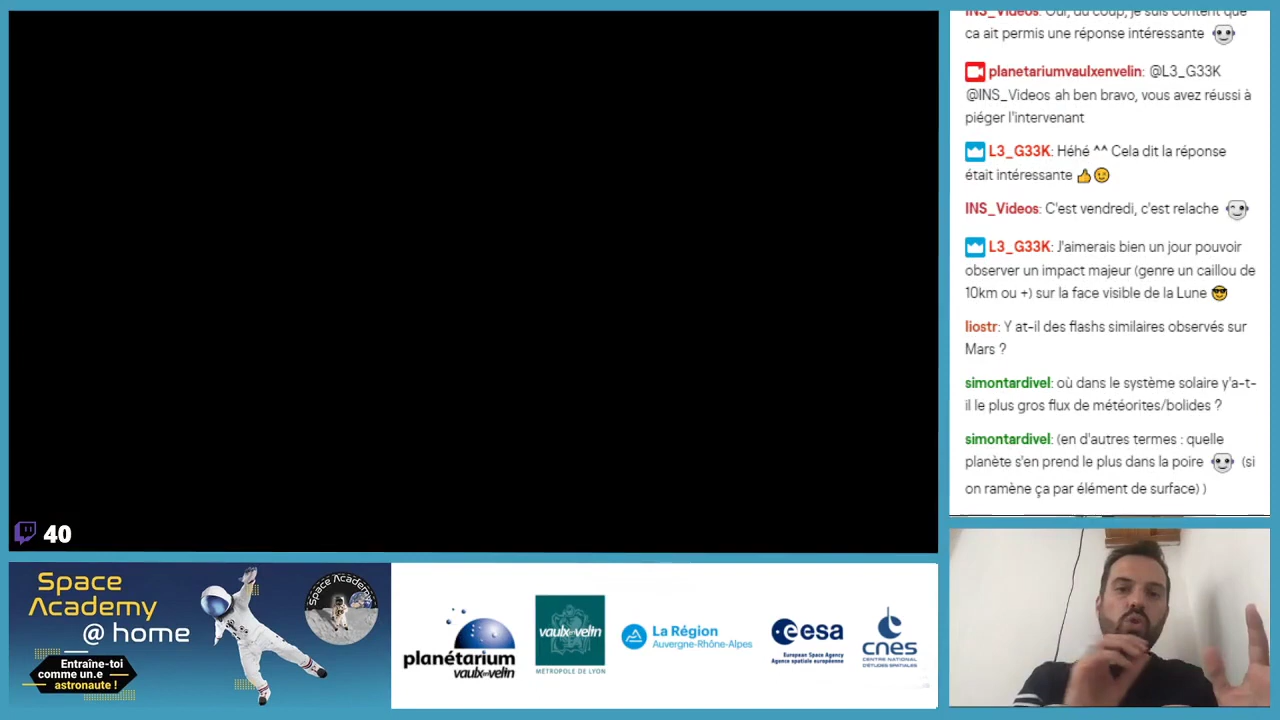 INS_Videos: Oui, du coup, je suis content que
ca ait permis une réponse intéressante
planetariumvaulxenvelin: @L3_G33K
@INS_Videos ah ben bravo, vous avez réussi à
piéger l'intervenant
L3_G33K: Héhé ^^ Cela dit la réponse
était intéressante 👍😉
INS_Videos: C'est vendredi, c'est relache
L3_G33K: J'aimerais bien un jour pouvoir
observer un impact majeur (genre un caillou de
10km ou +) sur la face visible de la Lune 😎
liostr: Y at-il des flashs similaires observés sur
Mars ?
simontardivel: où dans le système solaire y'a-t-
il le plus gros flux de météorites/bolides ?
simontardivel: (en d'autres termes : quelle
planète s'en prend le plus dans la poire (si
on ramène ça par élément de surface) )
40
Space
Academy
@ home
Entraîne-toi
comme un.e
astronaute !
Space Academy
planétarium
vaulx en velin
vaulx en velin
MÉTROPOLE DE LYON
La Région
Auvergne-Rhône-Alpes
esa
European Space Agency
Agence spatiale européenne
cnes
CENTRE NATIONAL
D'ÉTUDES SPATIALES